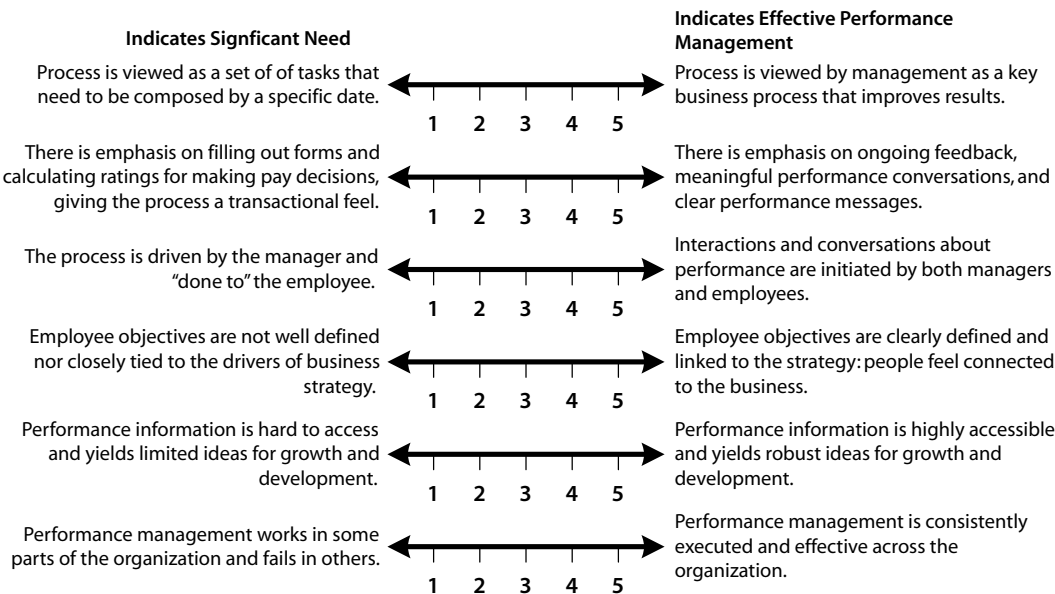 Indicates Signficant Need
Indicates Effective Performance
Management
Process is viewed as a set of of tasks that
need to be composed by a specific date.
1 2 3 4 5
Process is viewed by management as a key
business process that improves results.
There is emphasis on filling out forms and
calculating ratings for making pay decisions,
giving the process a transactional feel.
1 2 3 4 5
There is emphasis on ongoing feedback,
meaningful performance conversations, and
clear performance messages.
The process is driven by the manager and
“done to” the employee.
1 2 3 4 5
Interactions and conversations about
performance are initiated by both managers
and employees.
Employee objectives are not well defined
nor closely tied to the drivers of business
strategy.
1 2 3 4 5
Employee objectives are clearly defined and
linked to the strategy: people feel connected
to the business.
Performance information is hard to access
and yields limited ideas for growth and
development.
1 2 3 4 5
Performance information is highly accessible
and yields robust ideas for growth and
development.
Performance management works in some
parts of the organization and fails in others.
1 2 3 4 5
Performance management is consistently
executed and effective across the
organization.